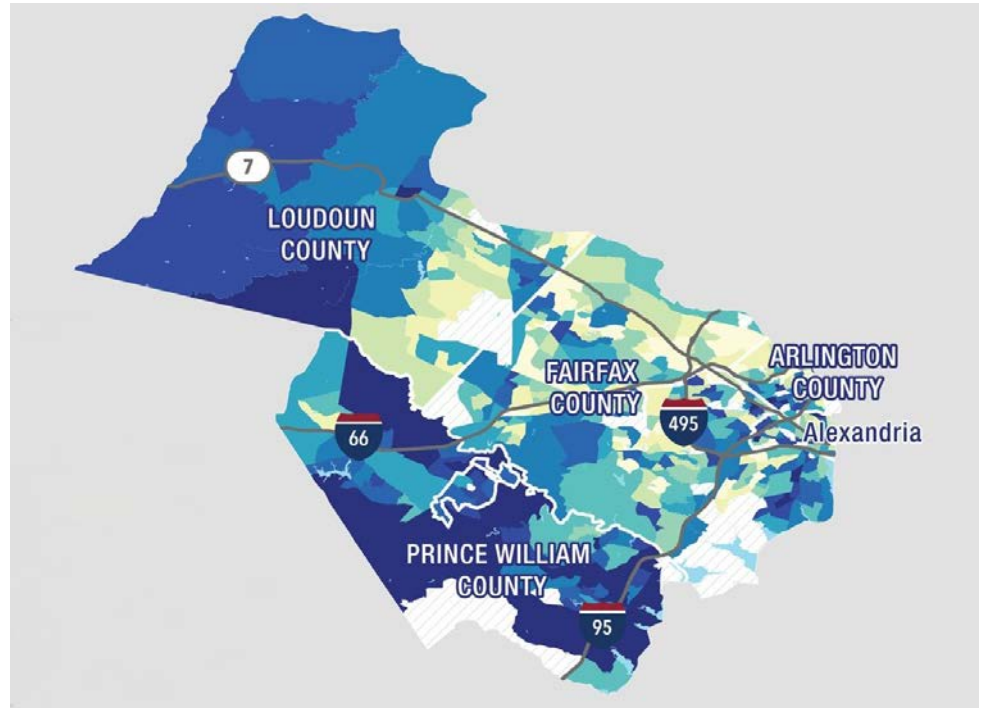 7
LOUDOUN
COUNTY
ARLINGTON
COUNTY
FAIRFAX
COUNTY
495
66
Alexandria
PRINCE WILLIAM
COUNTY
95